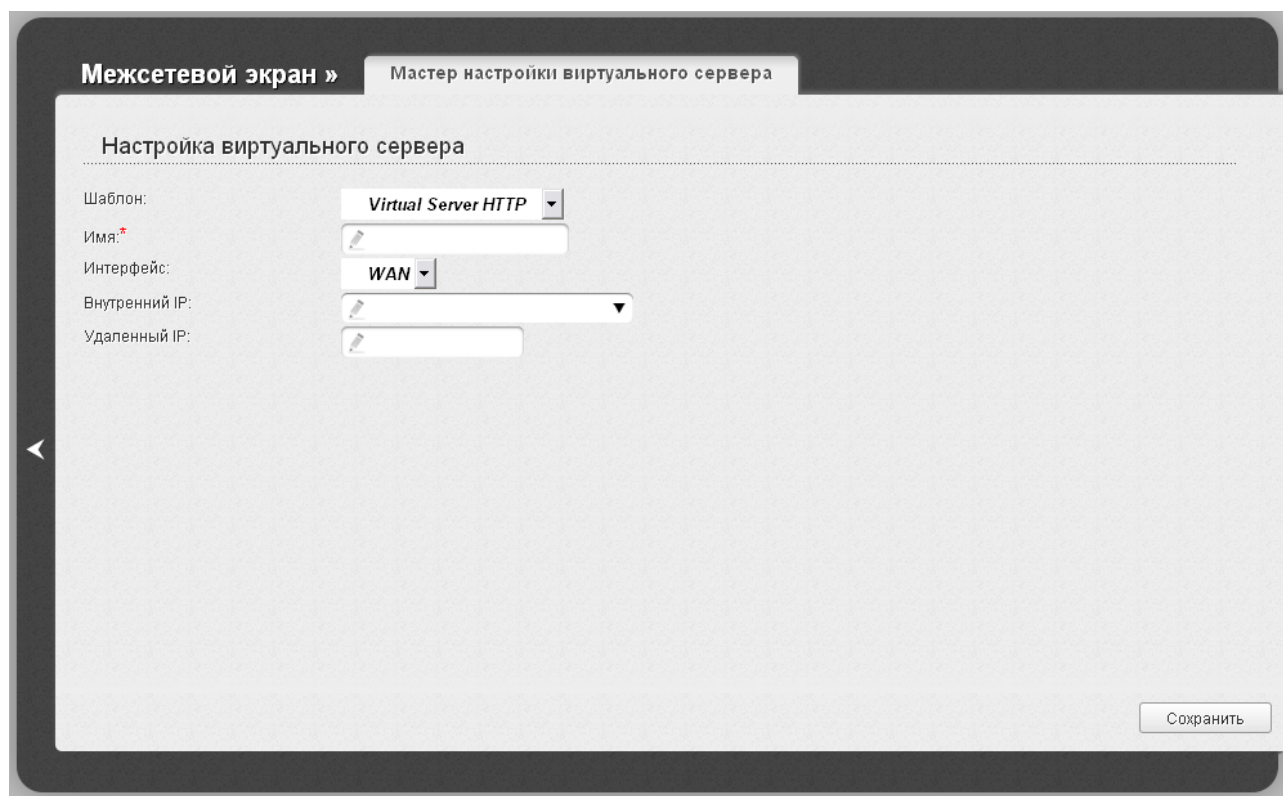 Межсетевой экран »
Мастер настройки виртуального сервера
Настройка виртуального сервера
Шаблон:
Virtual Server HTTP
Имя:*
Интерфейс:
WAN
Внутренний IP:
Удаленный IP:
Сохранить